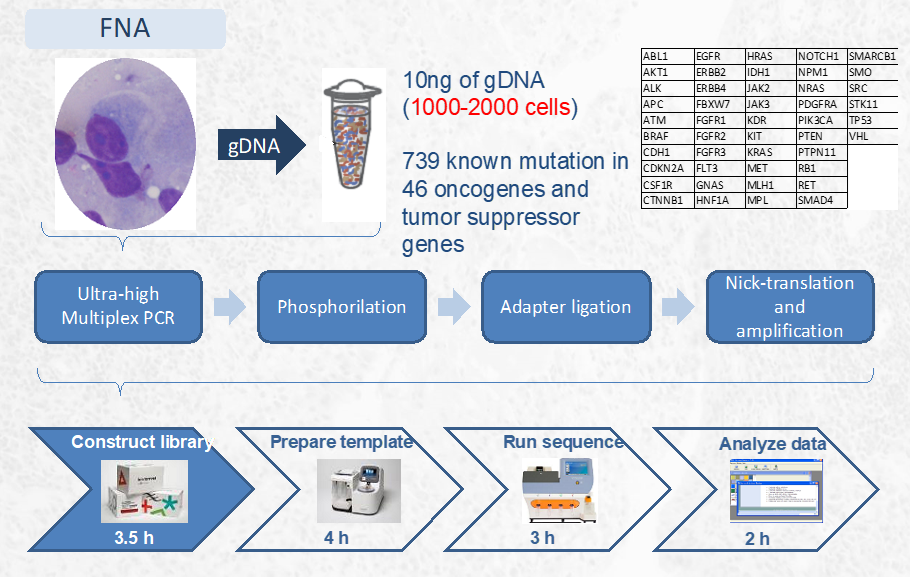 FNA
gDNA
10ng of gDNA
(1000-2000 cells)
739 known mutation in
46 oncogenes and
tumor suppressor
genes
ABL1 EGFR HRAS NOTCH1 SMARCB1
AKT1 ERBB2 IDH1 NPM1 SMO
ALK ERBB4 JAK2 NRAS SRC
APC FBXW7 JAK3 PDGFRA STK11
ATM FGFR1 KDR PIK3CA TP53
BRAF FGFR2 KIT PTEN VHL
CDH1 FGFR3 KRAS PTPN11
CDKN2A FLT3 MET RB1
CSF1R GNAS MLH1 RET
CTNNB1 HNF1A MPL SMAD4
Ultra-high
Multiplex PCR
Phosphorilation
Adapter ligation
Nick-translation
and
amplification
Construct library
3.5 h
Prepare template
4 h
Run sequence
3 h
Analyze data
2 h